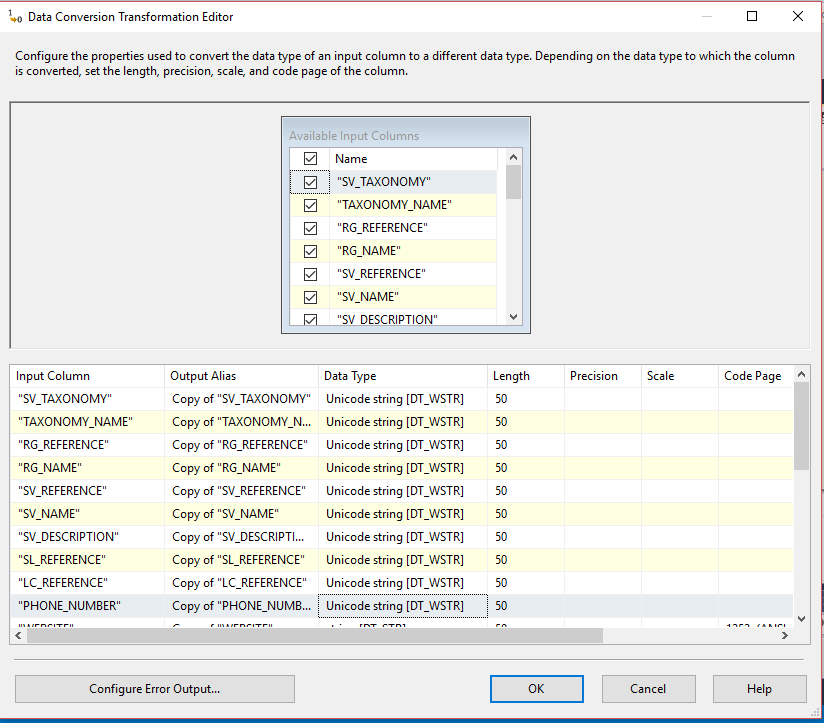 Data Conversion Transformation Editor
Configure the properties used to convert the data type of an input column to a different data type. Depending on the data type to which the column
is converted, set the length, precision, scale, and code page of the column.
Available Input Columns
Name
"SV_TAXONOMY"
"TAXONOMY_NAME"
"RG_REFERENCE"
"RG_NAME"
"SV_REFERENCE"
"SV_NAME"
"SV_DESCRIPTION"
Input Column Output Alias Data Type Length Precision Scale Code Page
"SV_TAXONOMY" Copy of "SV_TAXONOMY" Unicode string [DT_WSTR] 50
"TAXONOMY_NAME" Copy of "TAXONOMY_N... Unicode string [DT_WSTR] 50
"RG_REFERENCE" Copy of "RG_REFERENCE" Unicode string [DT_WSTR] 50
"RG_NAME" Copy of "RG_NAME" Unicode string [DT_WSTR] 50
"SV_REFERENCE" Copy of "SV_REFERENCE" Unicode string [DT_WSTR] 50
"SV_NAME" Copy of "SV_NAME" Unicode string [DT_WSTR] 50
"SV_DESCRIPTION" Copy of "SV_DESCRIPTI... Unicode string [DT_WSTR] 50
"SL_REFERENCE" Copy of "SL_REFERENCE" Unicode string [DT_WSTR] 50
"LC_REFERENCE" Copy of "LC_REFERENCE" Unicode string [DT_WSTR] 50
"PHONE_NUMBER" Copy of "PHONE_NUMB... Unicode string [DT_WSTR] 50
"WEBSITE" Copy of "WEBSITE" string [DT_STR] 50
Configure Error Output... OK Cancel Help